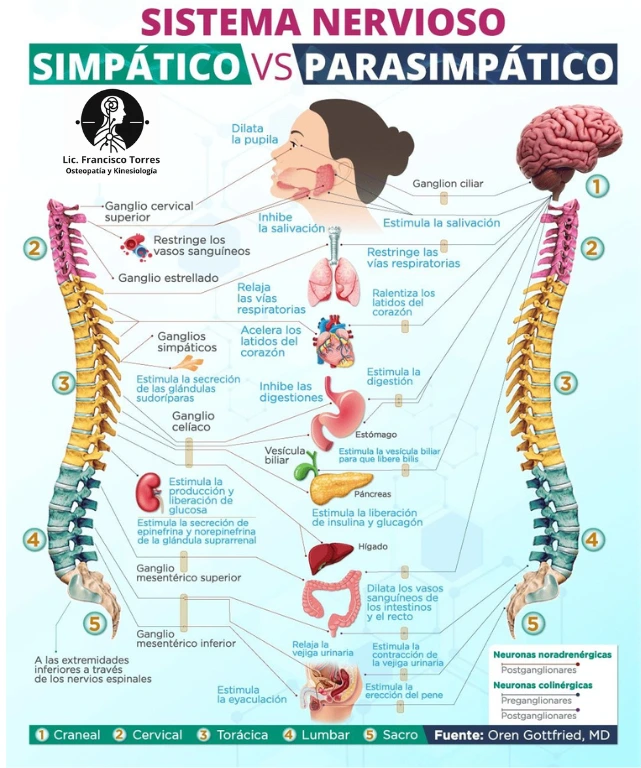 SISTEMA NERVIOSO
SIMPÁTICO VS PARASIMPÁTICO
Lic. Francisco Torres
Osteopatía y Kinesiología
Dilata
la pupila
Ganglion ciliar
1
Ganglio cervical
superior
Inhibe
la salivación
Estimula la salivación
2
Restringe los
vasos sanguíneos
Restringe las
vías respiratorias
2
Ganglio estrellado
Relaja
las vías
respiratorias
Ralentiza los
latidos del
corazón
Ganglios
simpáticos
Acelera los
latidos del
corazón
3
Estimula la secreción
de las glándulas
sudoríparas
Inhibe las
digestiones
Estimula la
digestión
3
Ganglio
celíaco
Estómago
Vesícula
biliar
Estimula la vesícula biliar
para que libere bilis
Estimula la
producción y
liberación de
glucosa
Páncreas
Estimula la liberación
de insulina y glucagón
Estimula la secreción de
epinefrina y norepinefrina
de la glándula suprarrenal
4
Hígado
4
Ganglio
mesentérico superior
Dilata los vasos
sanguíneos de
los intestinos
y el recto
5
Ganglio
mesentérico inferior
Relaja la
vejiga urinaria
Estimula la
contracción de
la vejiga urinaria
5
A las extremidades
inferiores a través
de los nervios espinales
Estimula
la eyaculación
Estimula la
erección del pene
Neuronas noradrenérgicas
Postganglionares
Neuronas colinérgicas
Preganglionares
Postganglionares
1 Craneal 2 Cervical 3 Torácica 4 Lumbar 5 Sacro Fuente: Oren Gottfried, MD